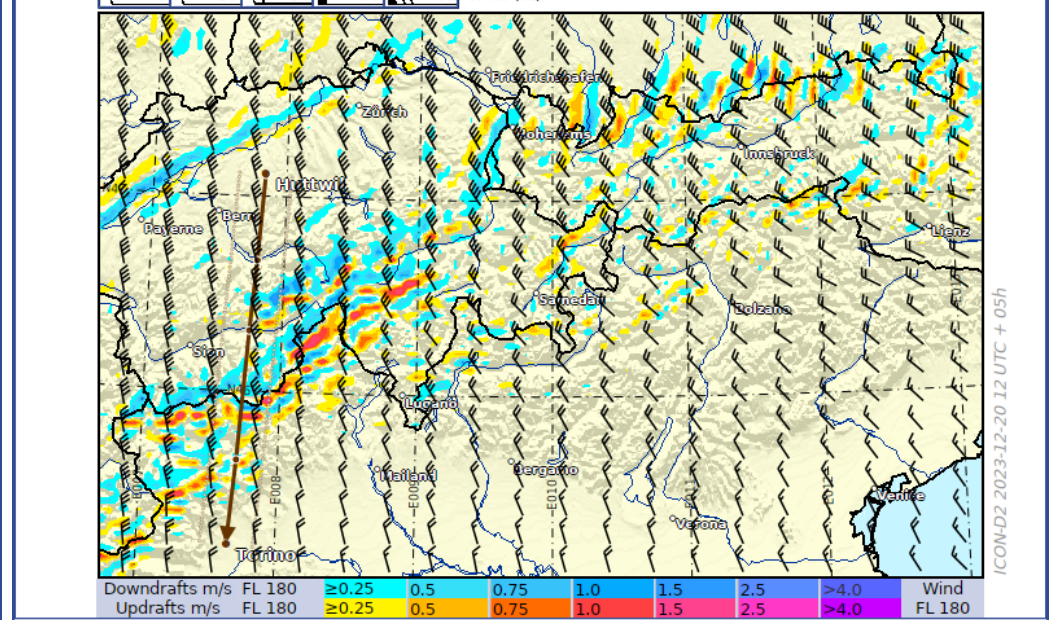 Friedrichshafen
Zürich
Hohenems
Innsbruck
Huttwil
Bern
Payerne
Lienz
Samedan
Bolzano
Sion
N46
Lugano
Mailand
Bergamo
E008
E009
E010
E011
Venice
Verona
Torino
ICON-D2 2023-12-20 12 UTC + 05h
Downdrafts m/s FL 180 ≥0.25 0.5 0.75 1.0 1.5 2.5 >4.0 Wind
Updrafts m/s FL 180 ≥0.25 0.5 0.75 1.0 1.5 2.5 >4.0 FL 180